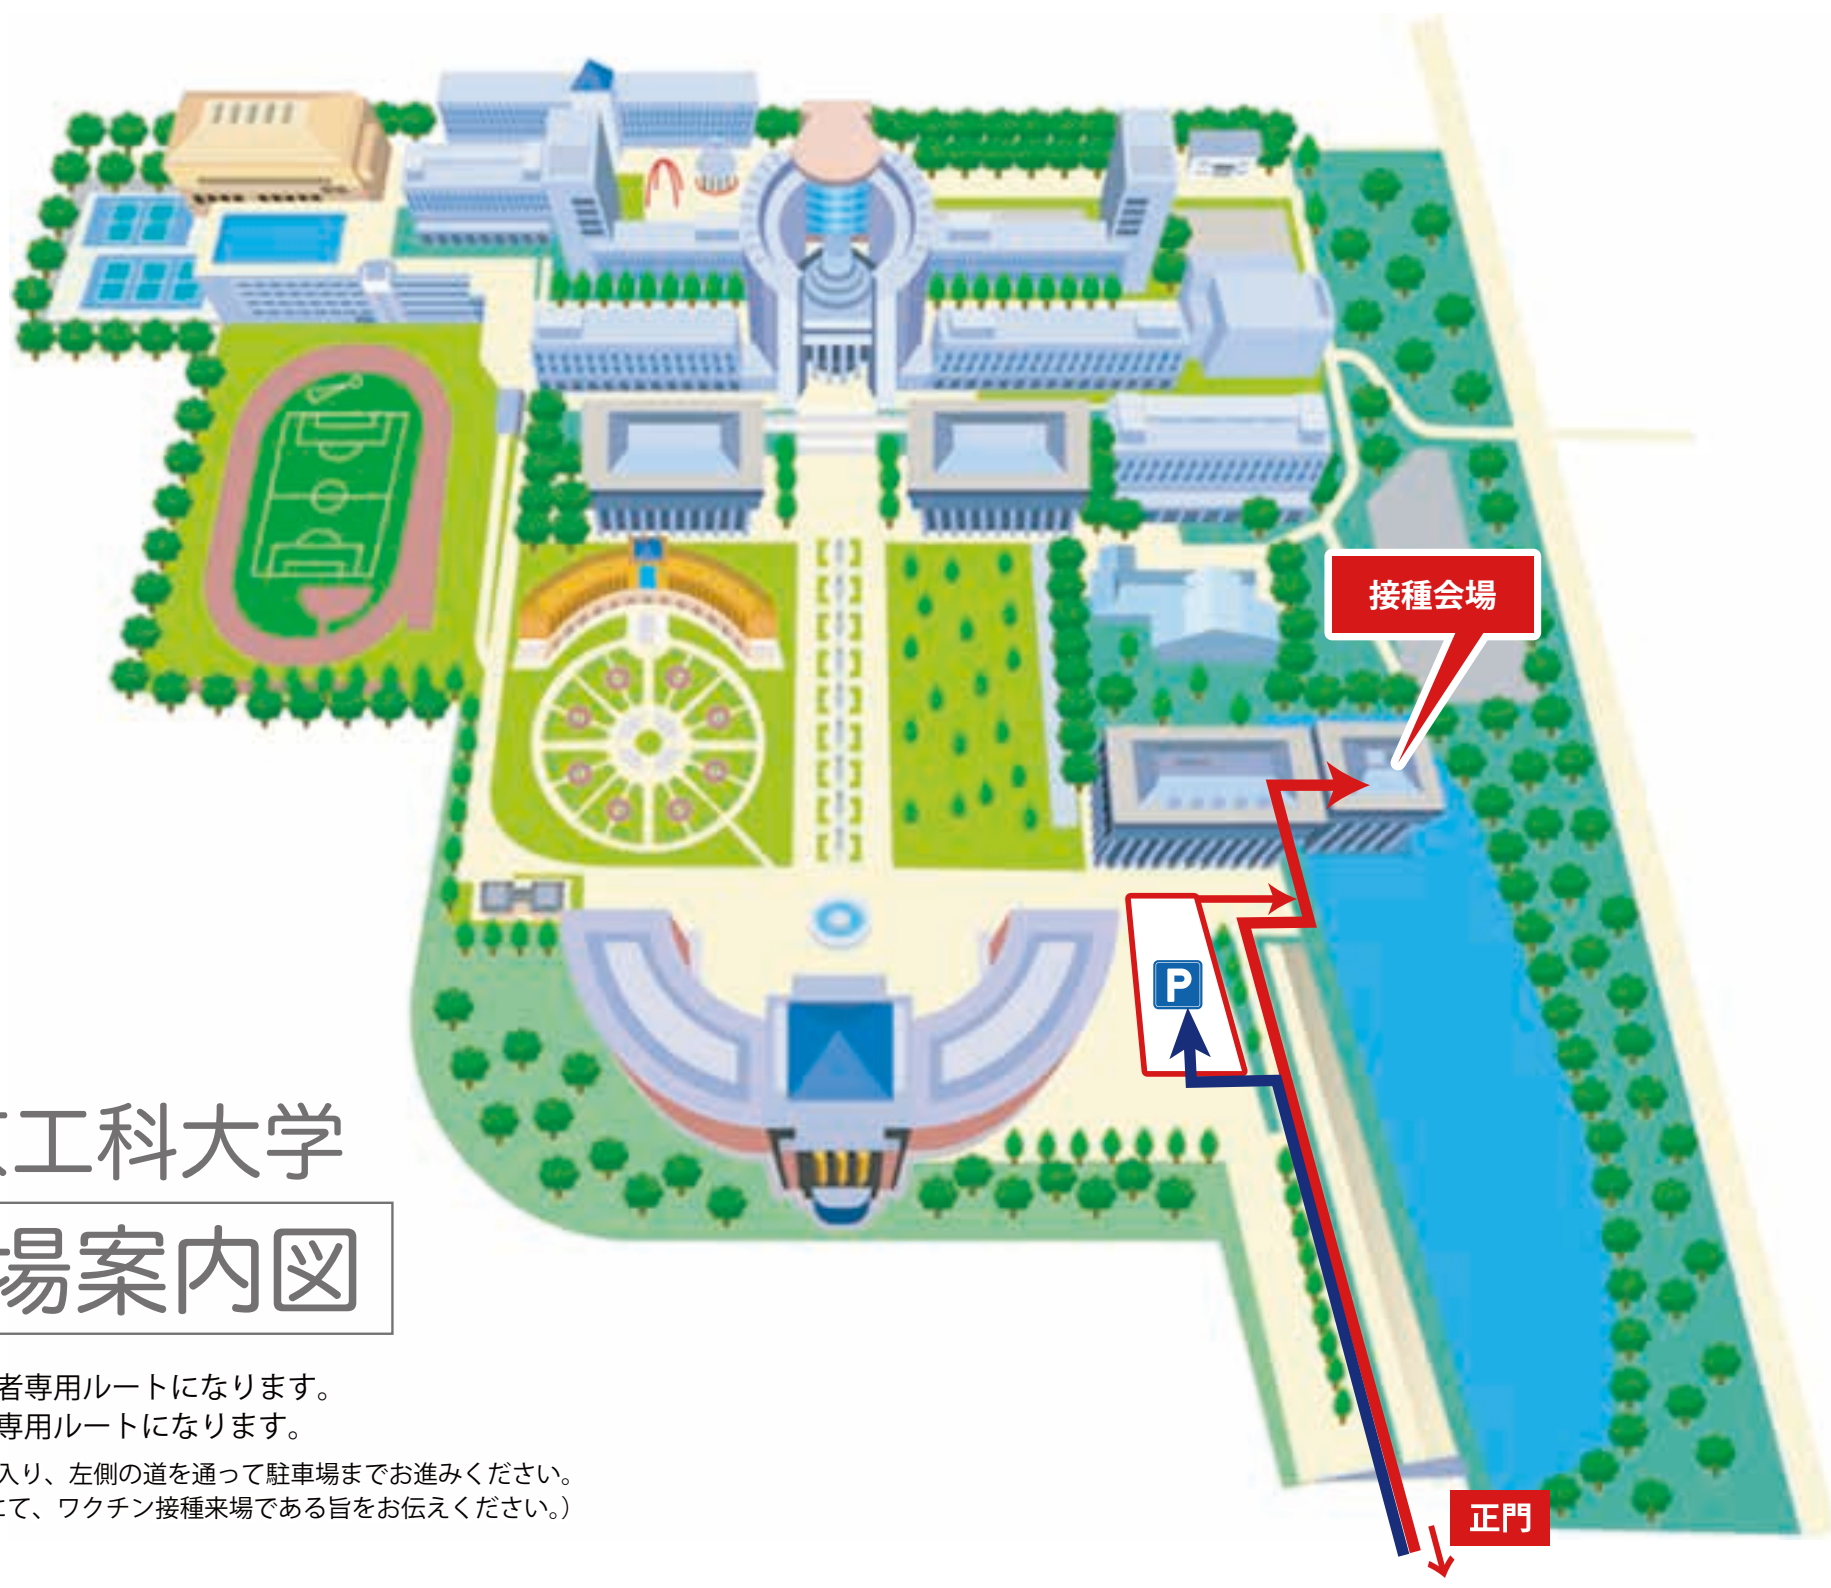 接種会場
P
工科大学
場案内図
者専用ルートになります。
専用ルートになります。
入り、左側の道を通って駐車場までお進みください。
にて、ワクチン接種来場である旨をお伝えください。）
正門